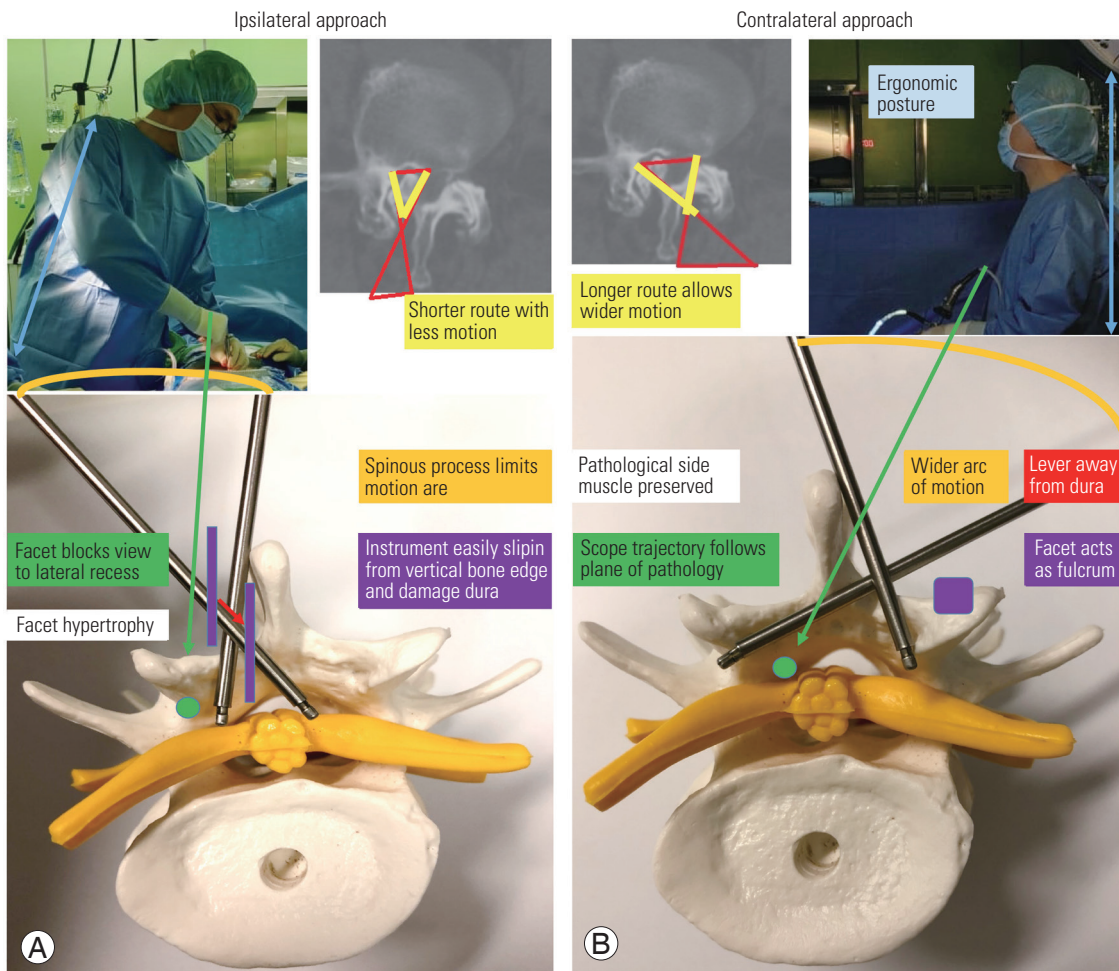 Ipsilateral approach
Contralateral approach
Ergonomic
posture
Shorter route with
less motion
Longer route allows
wider motion
Spinous process limits
motion are
Facet blocks view
to lateral recess
Instrument easily slipin
from vertical bone edge
and damage dura
Facet hypertrophy
Pathological side
muscle preserved
Wider arc
of motion
Lever away
from dura
Scope trajectory follows
plane of pathology
Facet acts
as fulcrum
A
B